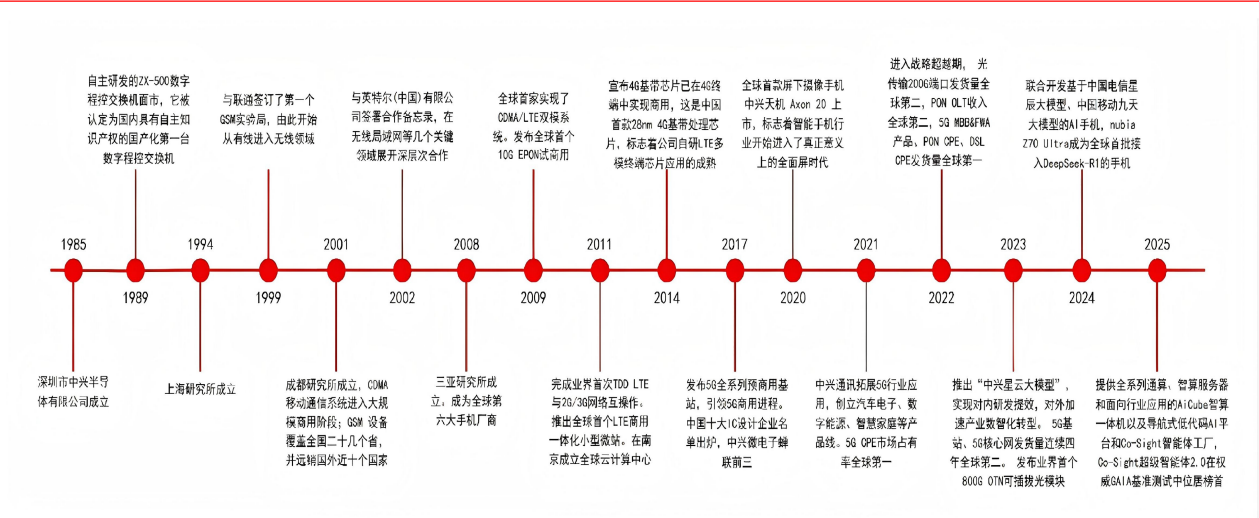 自主研发的ZX-500数字
程控交换机面市，它被
认定为国内具有自主知
识产权的国产化第一台
数字程控交换机
与联通签订了第一个
GSM实验局，由此开始
从有线进入无线领域
与英特尔(中国)有限公
司签署合作备忘录，在
无线局域网等几个关键
领域展开深层次合作
全球首家实现了
CDMA/LTE双模系
统。发布全球首个
10G EPON试商用
宣布4G基带芯片已在4G终
端中实现商用，这是中国
首款28nm 4G基带处理芯
片，标志着公司自研LTE多
模终端芯片应用的成熟
全球首款屏下摄像手机
中兴天机 Axon 20 上
市，标志着智能手机行
业开始进入了真正意义
上的全面屏时代
进入战略超越期， 光
传输200G端口发货量全
球第二，PON OLT收入
全球第二，5G MBB&FWA
产品、PON CPE、DSL
CPE发货量全球第一
联合开发基于中国电信星
辰大模型、中国移动九天
大模型的AI手机，nubia
Z70 Ultra成为全球首批接
入DeepSeek-R1的手机
1985
1994
2001
2008
2011
2017
2021
2023
2025
1989
1999
2002
2009
2014
2020
2022
2024
深圳市中兴半导
体有限公司成立
上海研究所成立
成都研究所成立，CDMA
移动通信系统进入大规
模商用阶段；GSM 设备
覆盖全国二十几个省，
并远销国外近十个国家
三亚研究所成
立。成为全球第
六大手机厂商
完成业界首次TDD LTE
与2G/3G网络互操作。
推出全球首个LTE商用
一体化小型微站。在南
京成立全球云计算中心
发布5G全系列预商用基
站，引领5G商用进程。
中国十大IC设计企业名
单出炉，中兴微电子蝉
联前三
中兴通讯拓展5G行业应
用，创立汽车电子、数
字能源、智慧家庭等产
品线。5G CPE市场占有
率全球第一
推出“中兴星云大模型”，
实现对内研发提效，对外加
速产业数智化转型。 5G基
站、5G核心网发货量连续四
年全球第二。 发布业界首个
800G OTN可插拨光模块
提供全系列通算、智算服务器
和面向行业应用的AiCube智算
一体机以及导航式低代码AI平
台和Co-Sight智能体工厂，
Co-Sight超级智能体2.0在权
威GAIA基准测试中位居榜首